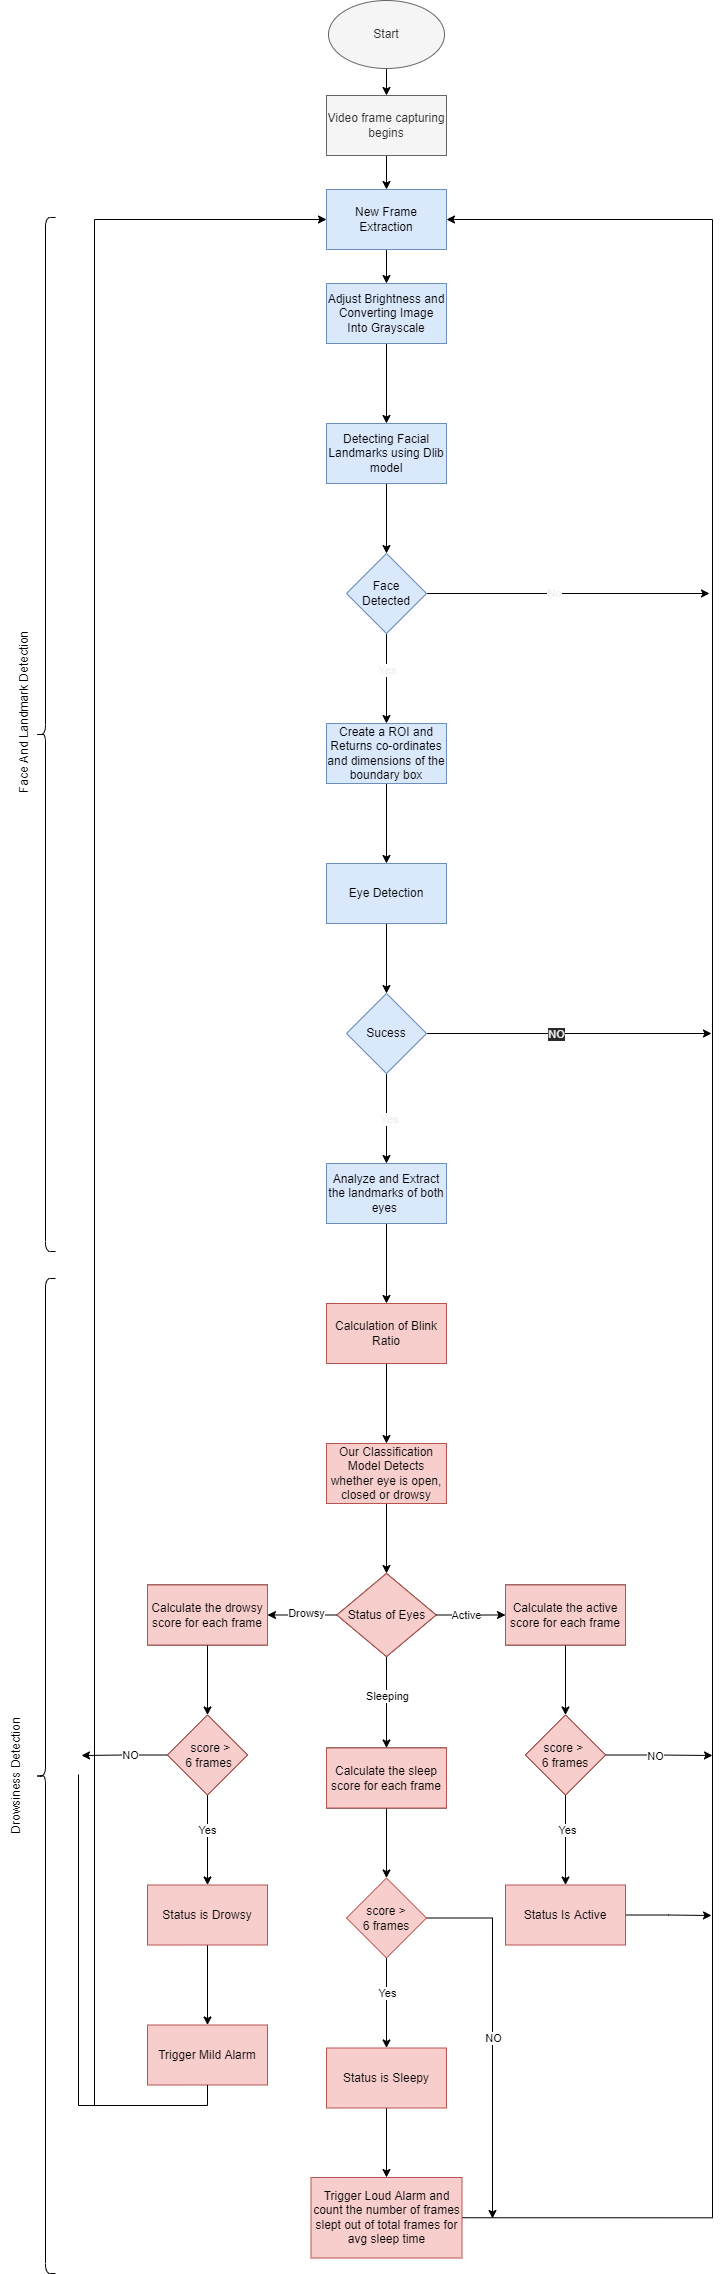 Start
Video frame capturing
begins
New Frame
Extraction
Adjust Brightness and
Converting Image
Into Grayscale
Detecting Facial
Landmarks using Dlib
model
Face
Detected
No
Yes
Face And Landmark Detection
Create a ROI and
Returns co-ordinates
and dimensions of the
boundary box
Eye Detection
Sucess
NO
Yes
Analyze and Extract
the landmarks of both
eyes
Calculation of Blink
Ratio
Our Classification
Model Detects
whether eye is open,
closed or drowsy
Calculate the drowsy
score for each frame
Drowsy
Status of Eyes
Active
Calculate the active
score for each frame
Sleeping
NO
score >
6 frames
Calculate the sleep
score for each frame
score >
6 frames
NO
Drowsiness Detection
Yes
Yes
Status is Drowsy
score >
6 frames
Status Is Active
Yes
NO
Trigger Mild Alarm
Status is Sleepy
Trigger Loud Alarm and
count the number of frames
slept out of total frames for
avg sleep time